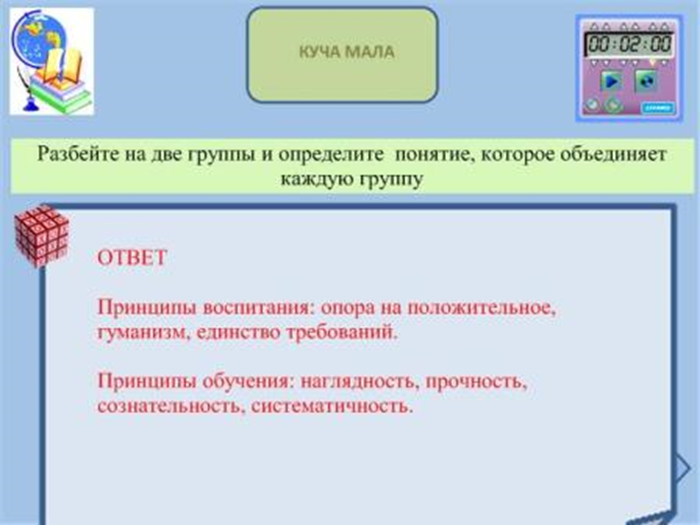 КУЧА МАЛА
00:02:00
Разбейте на две группы и определите понятие, которое объединяет
каждую группу
ОТВЕТ
Принципы воспитания: опора на положительное,
гуманизм, единство требований.
Принципы обучения: наглядность, прочность,
сознательность, систематичность.